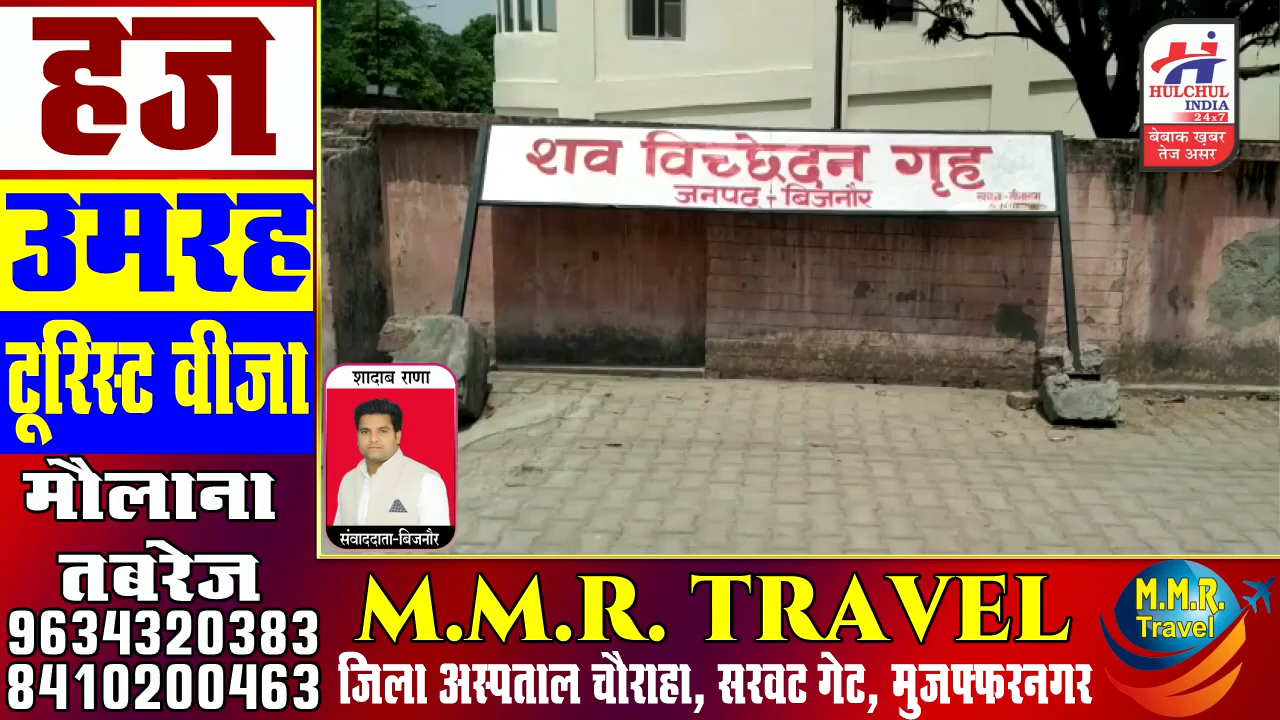 हज
उमरह
टूरिस्ट वीजा
मौलाना
तबरेज
9634320383
8410200463
शव विच्छेदन गृह
जनपद - बिजनौर
HULCHUL
INDIA
24x7
बेबाक ख़बर
तेज असर
शादाब राणा
संवाददाता-बिजनौर
M.M.R. TRAVEL
जिला अस्पताल चौराहा, सरवट गेट, मुजफ्फरनगर
M.M.R.
Travel